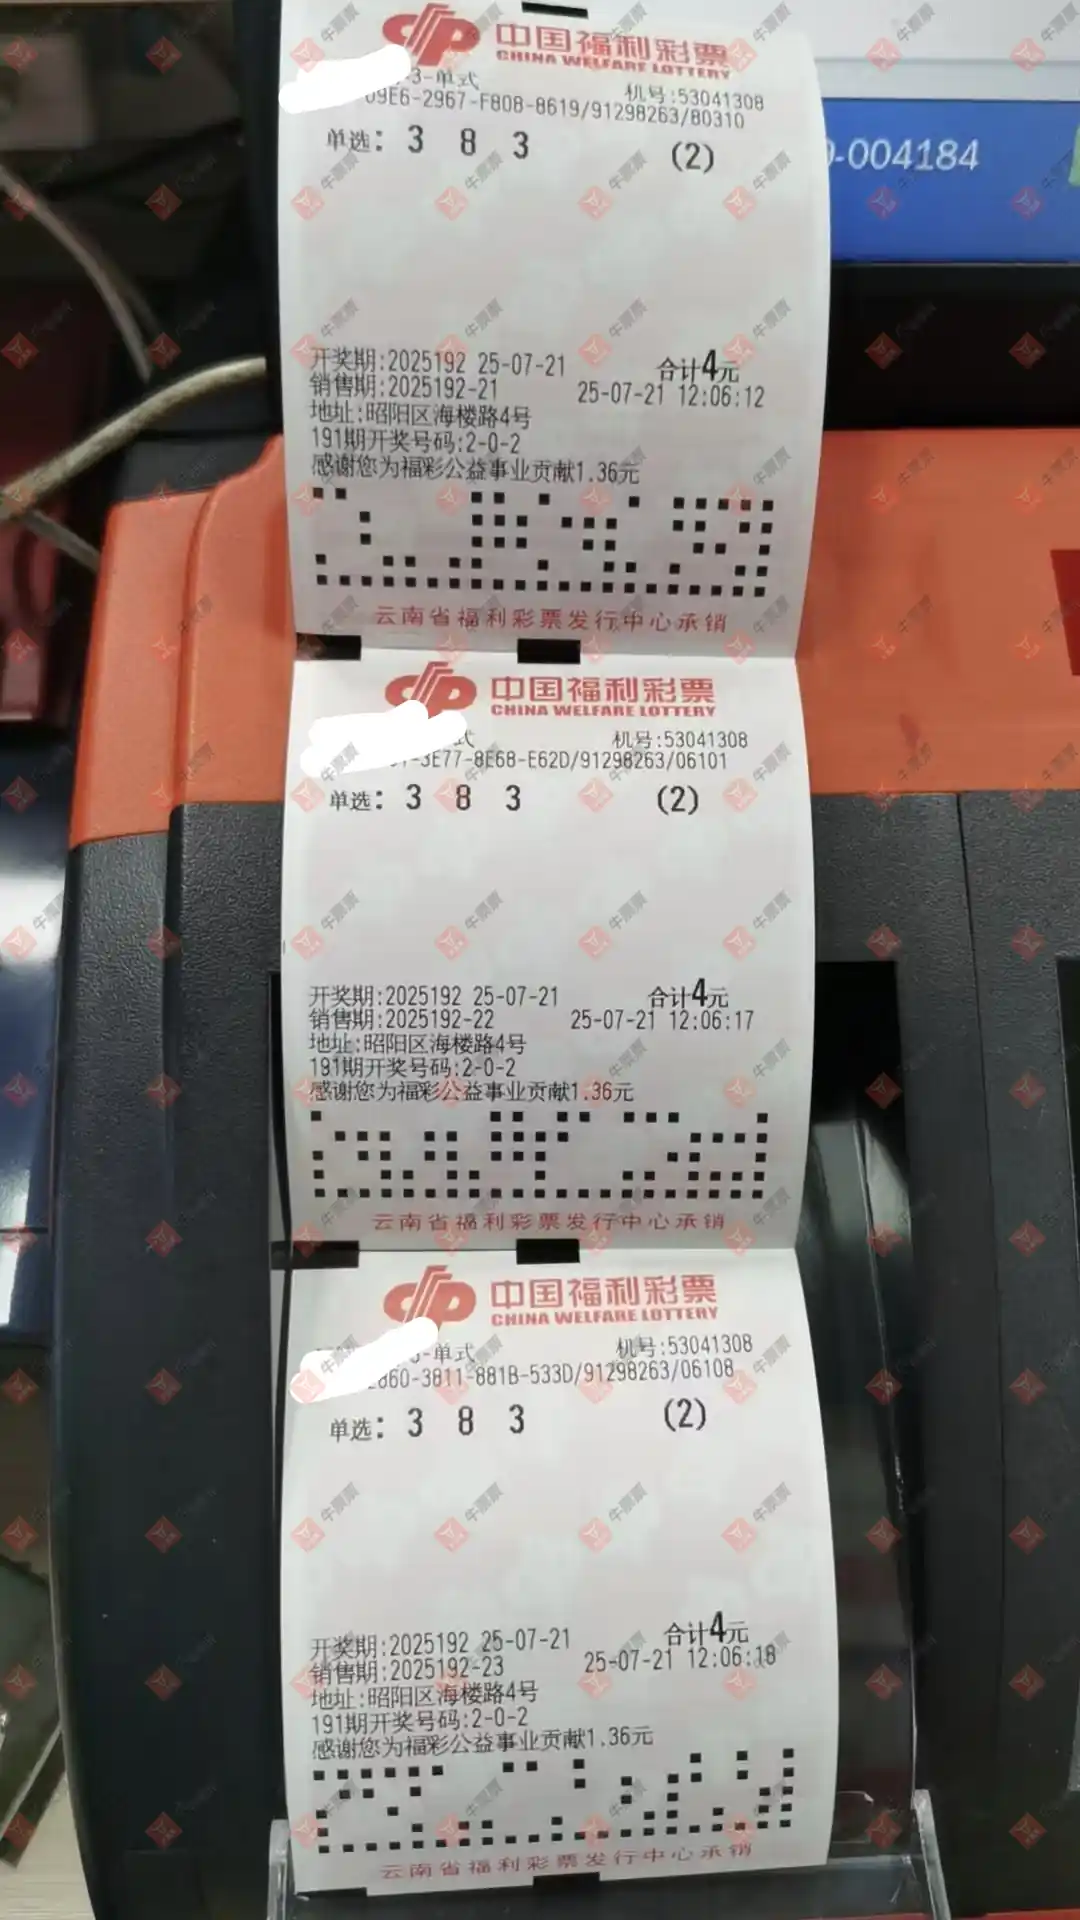 中国福利彩票
CHINA WELFARE LOTTERY
-3-单式 机号:53041308
09E6-2967-F808-8619/91298263/80310
单选: 3 8 3 (2)
-004184
开奖期:2025192 25-07-21 合计4元
销售期:2025192-21 25-07-21 12:06:12
地址:昭阳区海楼路4号
191期开奖号码:2-0-2
感谢您为福彩公益事业贡献1.36元
云南省福利彩票发行中心承销
中国福利彩票
CHINA WELFARE LOTTERY
式 机号:53041308
-3E77-8E68-E62D/91298263/06101
单选: 3 8 3 (2)
开奖期:2025192 25-07-21 合计4元
销售期:2025192-22 25-07-21 12:06:17
地址:昭阳区海楼路4号
191期开奖号码:2-0-2
感谢您为福彩公益事业贡献1.36元
云南省福利彩票发行中心承销
中国福利彩票
CHINA WELFARE LOTTERY
-单式 机号:53041308
860-3811-881B-533D/91298263/06108
单选: 3 8 3 (2)
开奖期:2025192 25-07-21 合计4元
销售期:2025192-23 25-07-21 12:06:18
地址:昭阳区海楼路4号
191期开奖号码:2-0-2
感谢您为福彩公益事业贡献1.36元
云南省福利彩票发行中心承销
牛票票